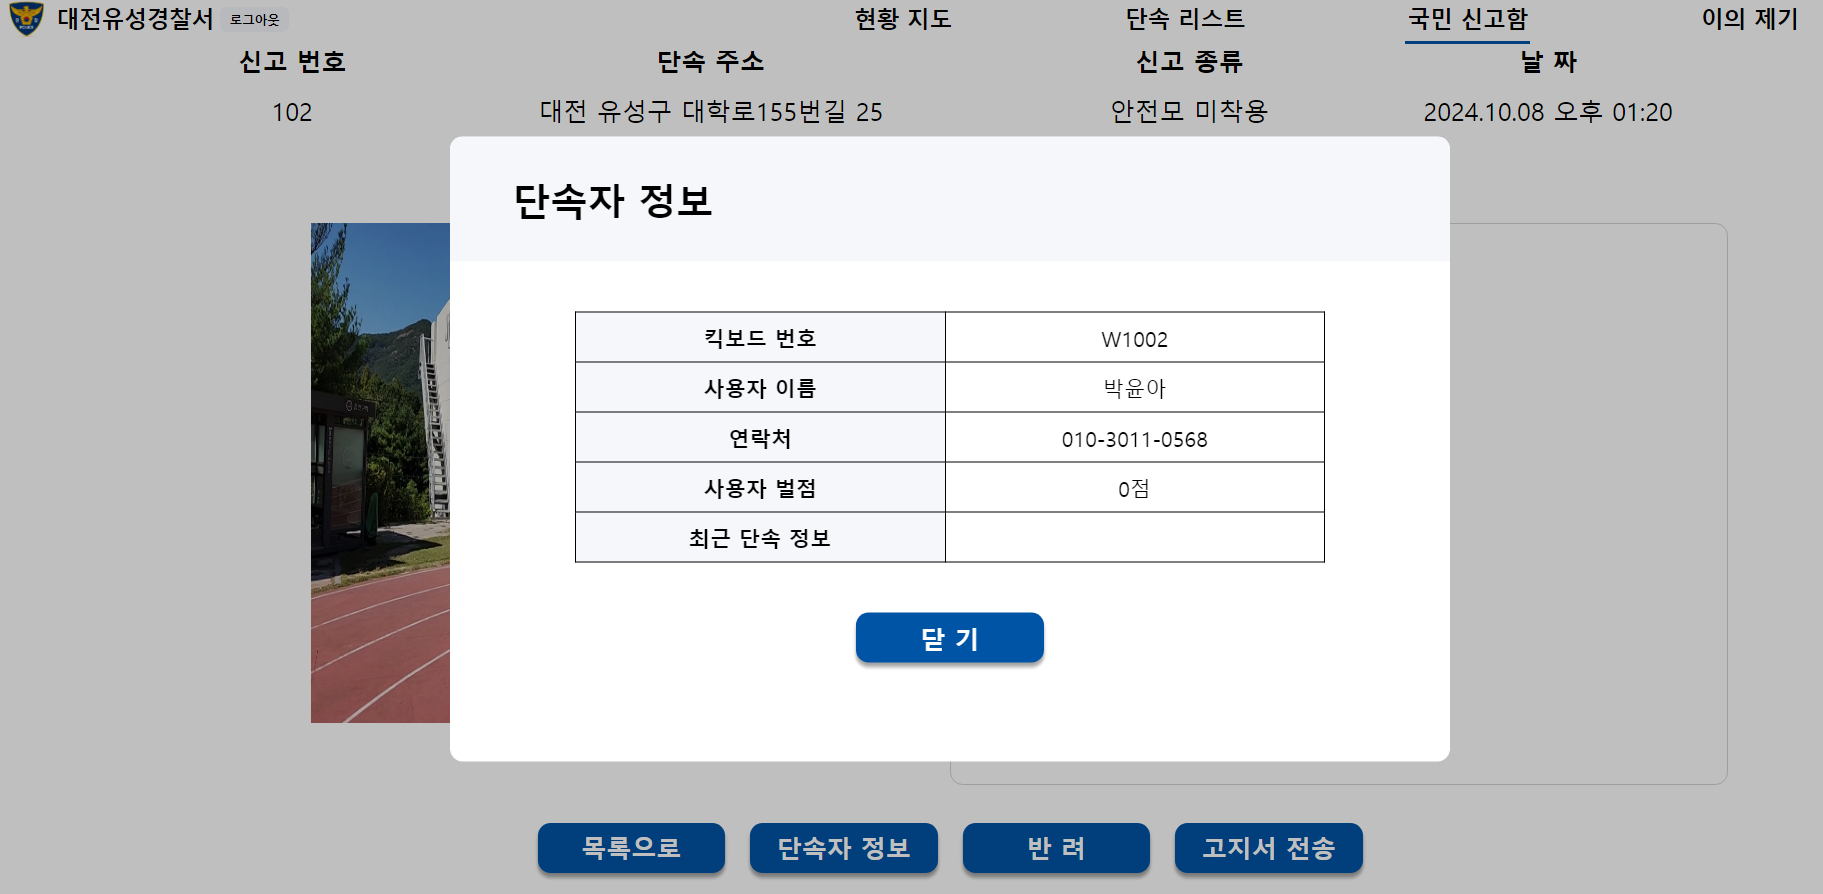 대전유성경찰서 로그아웃 현황 지도 단속 리스트 국민 신고함 이의 제기
신고 번호 단속 주소 신고 종류 날 짜
102 대전 유성구 대학로155번길 25 안전모 미착용 2024.10.08 오후 01:20
단속자 정보
킥보드 번호 W1002
사용자 이름 박윤아
연락처 010-3011-0568
사용자 벌점 0점
최근 단속 정보
닫 기
목록으로 단속자 정보 반 려 고지서 전송